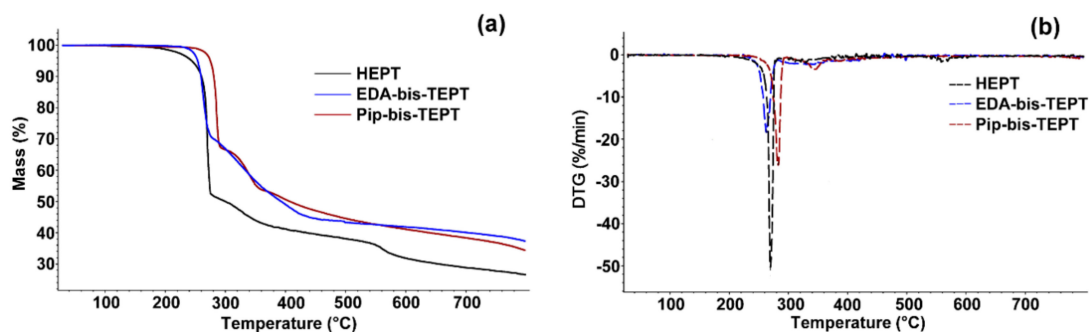 (a)
100
90
80
70
60
50
40
30
Mass (%)
HEPT
EDA-bis-TEPT
Pip-bis-TEPT
100 200 300 400 500 600 700
Temperature (°C)
(b)
0
-10
-20
-30
-40
-50
DTG (%/min)
HEPT
EDA-bis-TEPT
Pip-bis-TEPT
100 200 300 400 500 600 700
Temperature (°C)